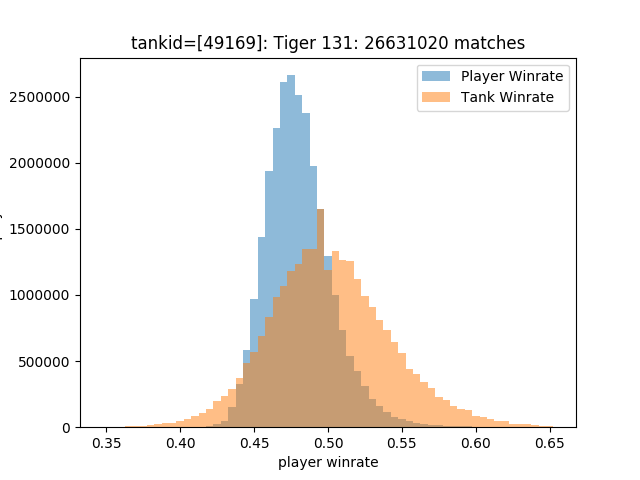 tankid=[49169]: Tiger 131: 26631020 matches
Player Winrate
Tank Winrate
2500000
2000000
1500000
1000000
500000
0
0.35 0.40 0.45 0.50 0.55 0.60 0.65
player winrate